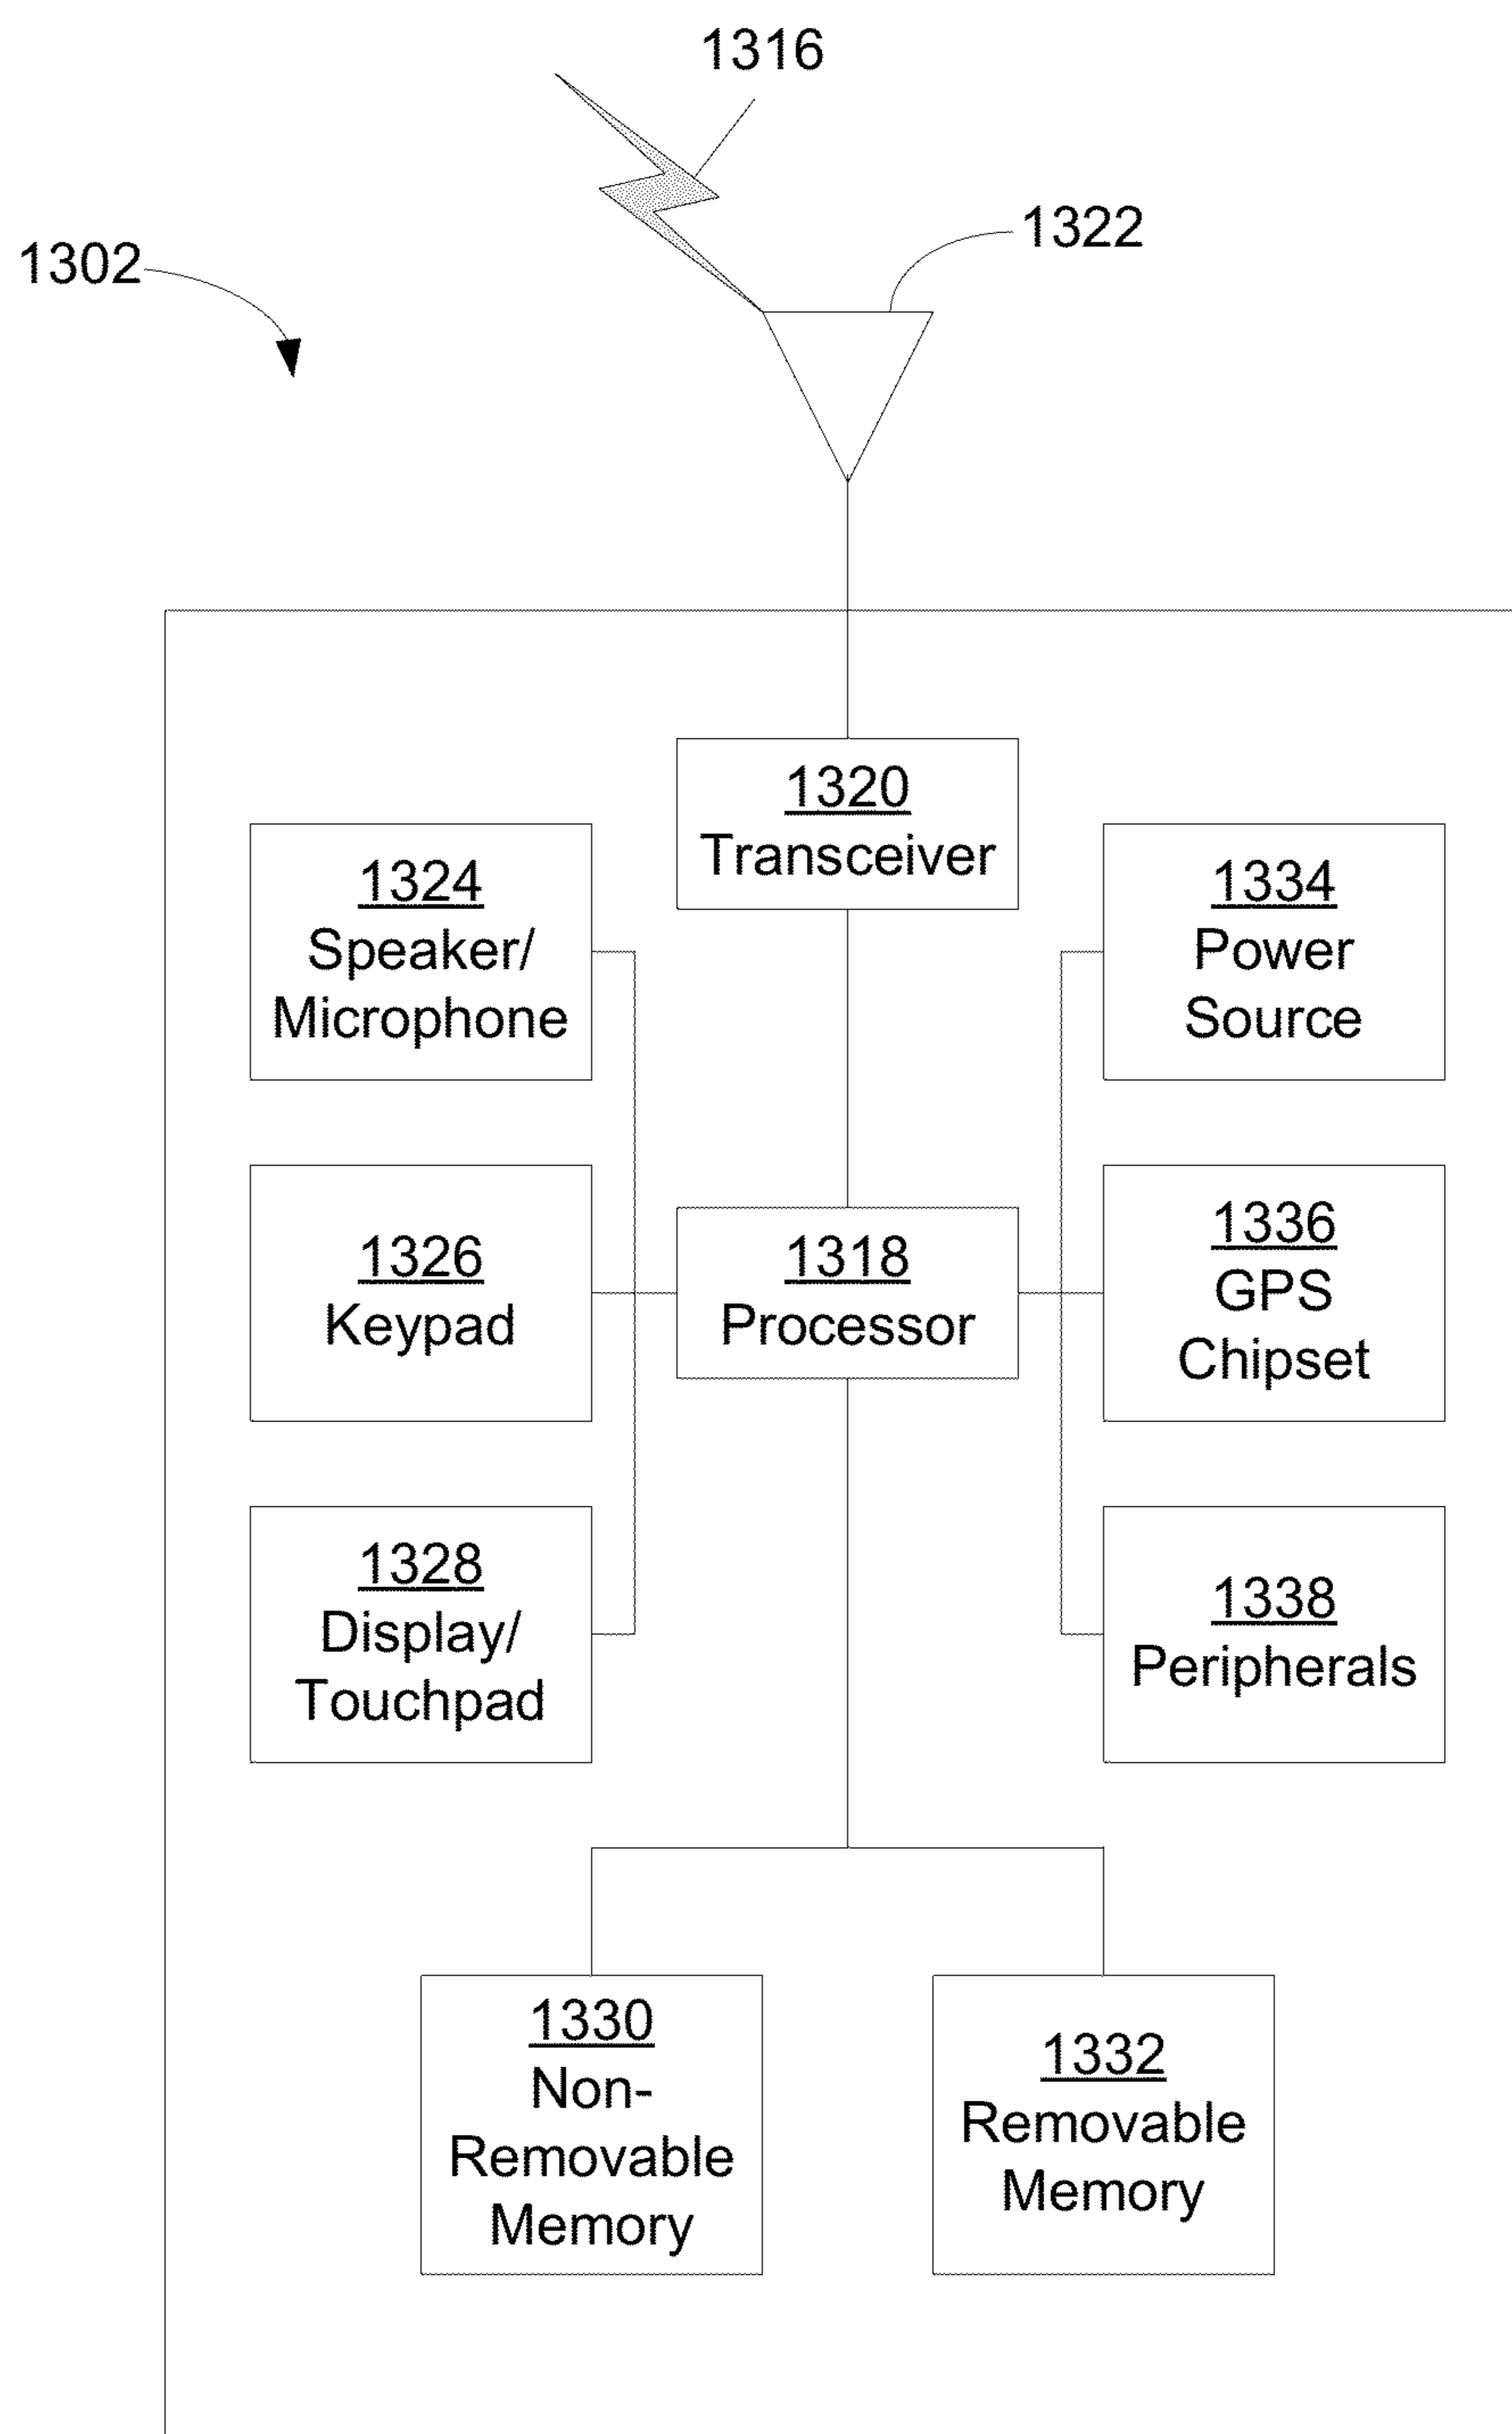 1316
1322
1302
1320
Transceiver
1324
Speaker/
Microphone
1334
Power
Source
1326
Keypad
1318
Processor
1336
GPS
Chipset
1328
Display/
Touchpad
1338
Peripherals
1330
Non-
Removable
Memory
1332
Removable
Memory